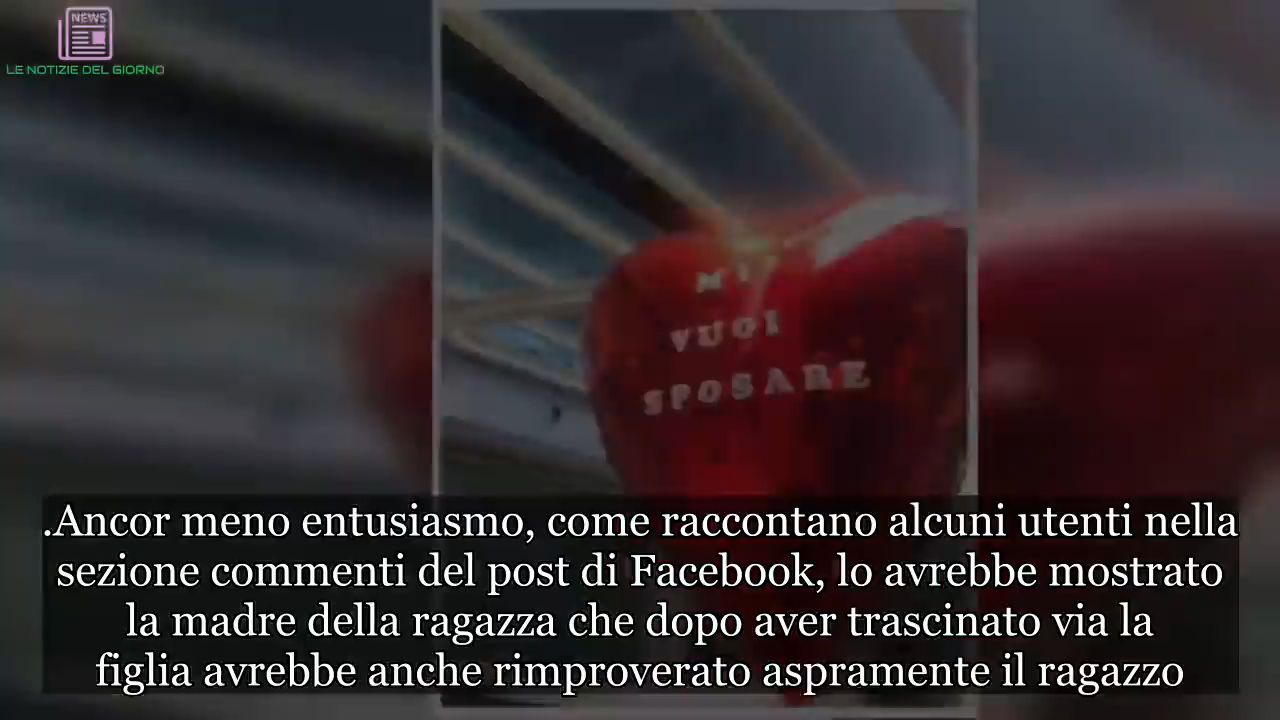 NEWS
LE NOTIZIE DEL GIORNO
MI
VUOI
SPOSARE
.Ancor meno entusiasmo, come raccontano alcuni utenti nella
sezione commenti del post di Facebook, lo avrebbe mostrato
la madre della ragazza che dopo aver trascinato via la
figlia avrebbe anche rimproverato aspramente il ragazzo